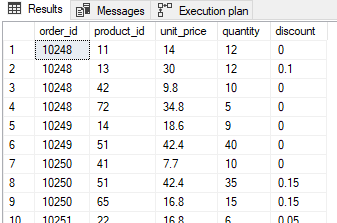 Results Messages Execution plan
order_id product_id unit_price quantity discount
1 10248 11 14 12 0
2 10248 13 30 12 0.1
3 10248 42 9.8 10 0
4 10248 72 34.8 5 0
5 10249 14 18.6 9 0
6 10249 51 42.4 40 0
7 10250 41 7.7 10 0
8 10250 51 42.4 35 0.15
9 10250 65 16.8 15 0.15
10 10251 22 16.8 6 0.05